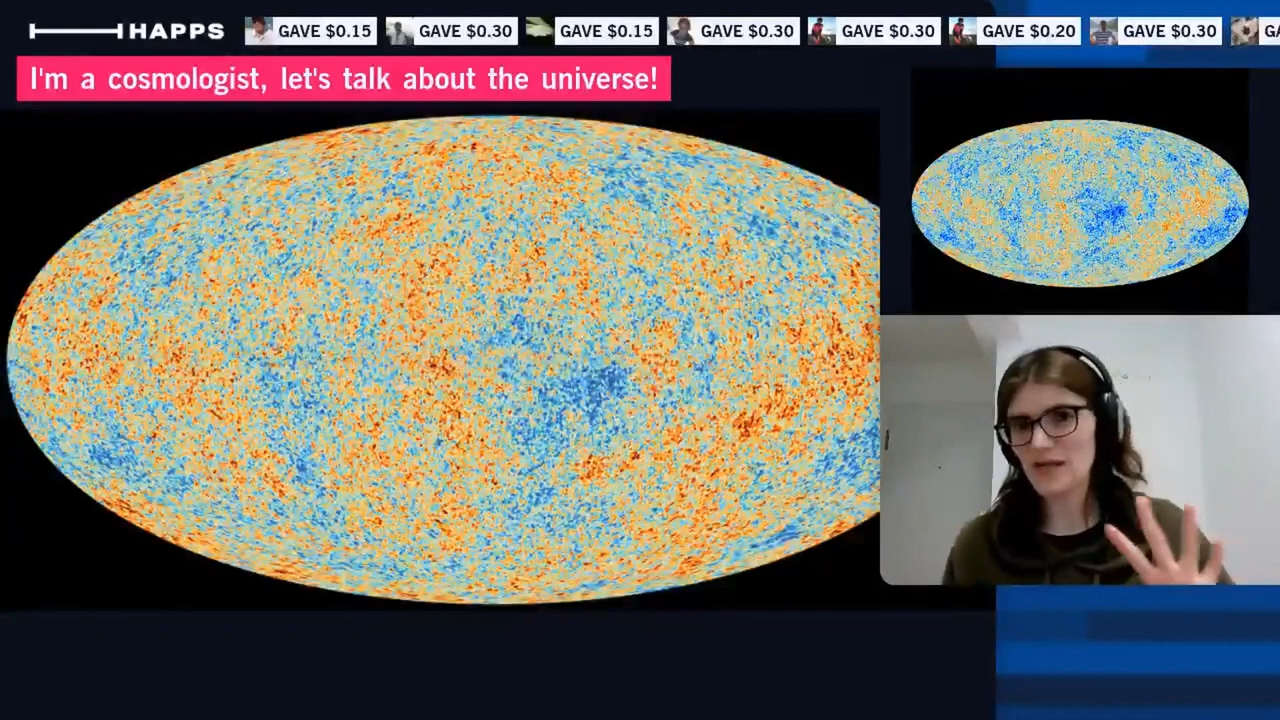 HAPPS GAVE $0.15 GAVE $0.30 GAVE $0.15 GAVE $0.30 GAVE $0.30 GAVE $0.20 GAVE $0.30
I'm a cosmologist, let's talk about the universe!